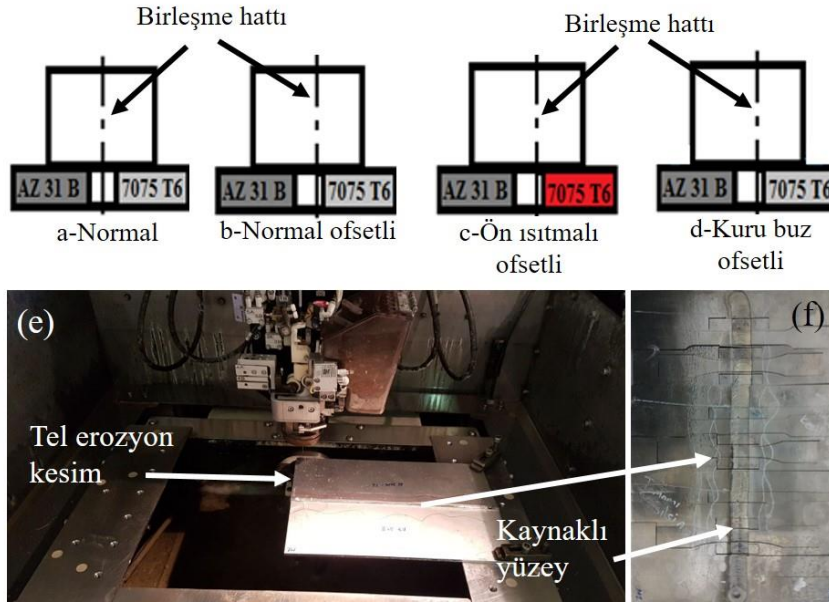 Birleşme hattı
Birleşme hattı
AZ 31 B 7075 T6
AZ 31 B 7075 T6
AZ 31 B 7075 T6
AZ 31 B 7075 T6
a-Normal
b-Normal ofsetli
c-Ön ısıtmalı
ofsetli
d-Kuru buz
ofsetli
(e)
(f)
Tel erozyon
kesim
Kaynaklı
yüzey